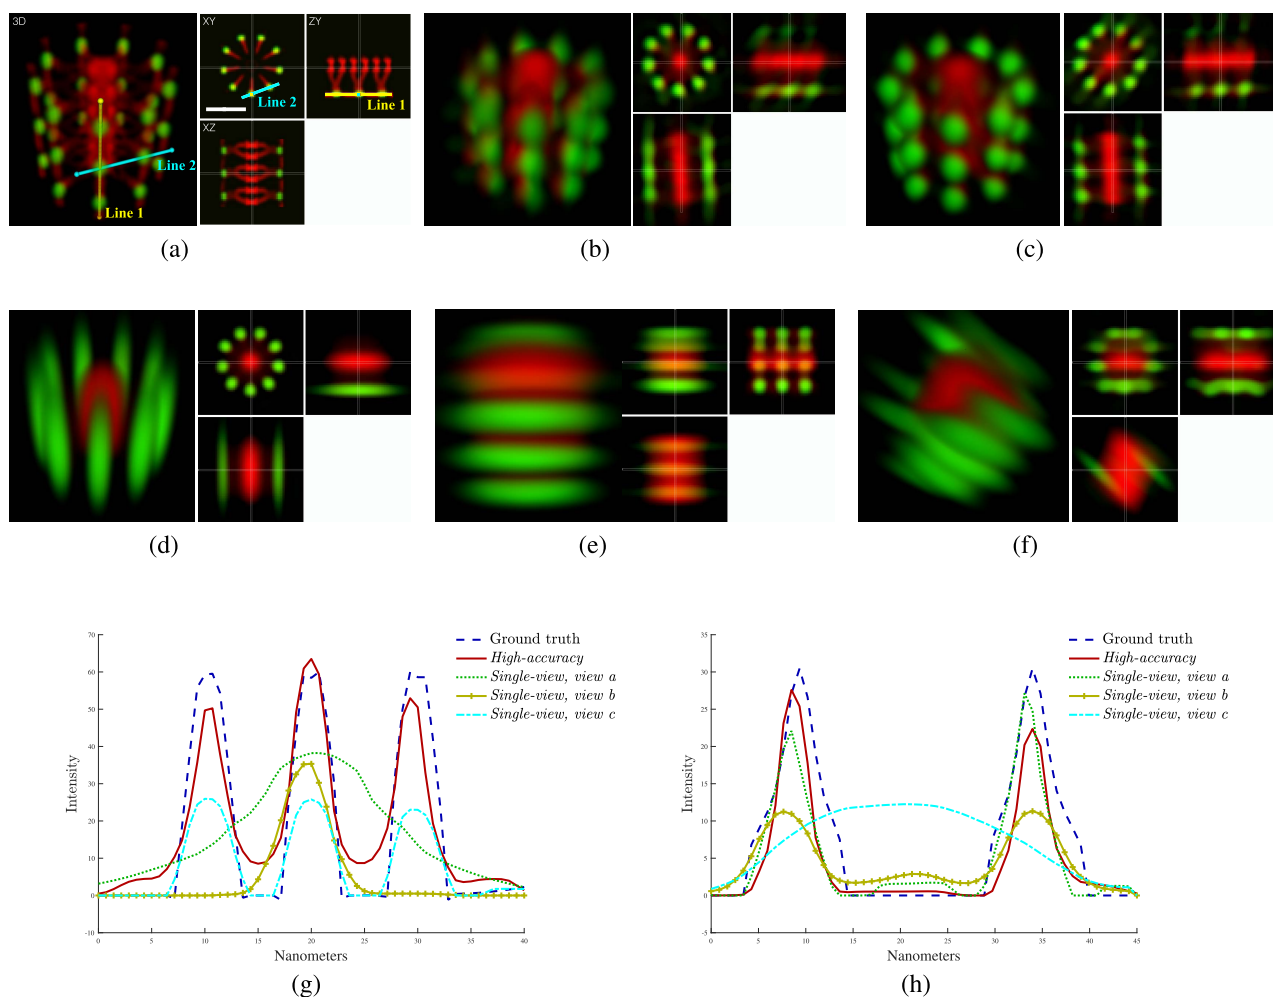 3D
XY
ZY
Line 2
Line 1
XZ
Line 2
Line 1
(a)
(b)
(c)
(d)
(e)
(f)
70
60
50
40
30
20
10
0
-10
0
5
10
15
20
25
30
35
40
Intensity
Nanometers
Ground truth
High-accuracy
Single-view, view a
Single-view, view b
Single-view, view c
(g)
35
30
25
20
15
10
5
0
-5
0
5
10
15
20
25
30
35
40
45
Intensity
Nanometers
Ground truth
High-accuracy
Single-view, view a
Single-view, view b
Single-view, view c
(h)